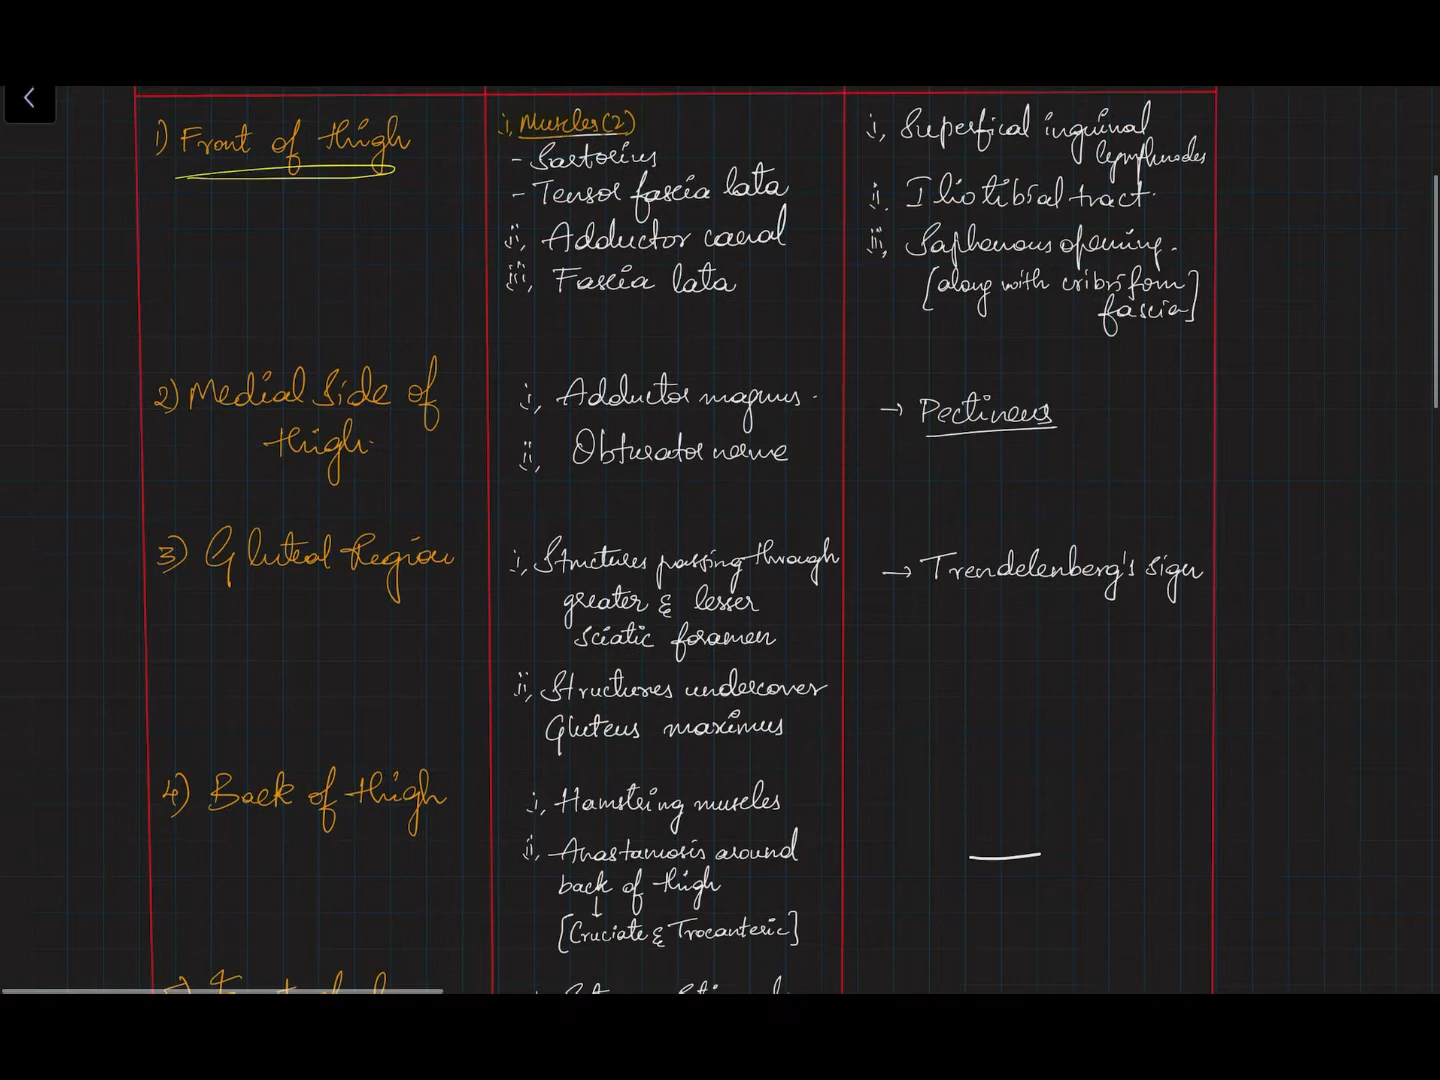 1) Front of thigh
i, Muscles (2)
- Sartorius
- Tensor fascia lata
ii, Adductor canal
iii, Fascia lata
i, Superfical inguinal
lymphnodes
ii. Iliotibial tract.
iii, Saphenous opening.
[along with cribriform
fascia]
2) Medial Side of
thigh.
i, Adductor magnus.
ii, Obturator nerve
→ Pectineus
3) Gluteal Region
i, Structures passing through
greater & lesser
sciatic foramen
ii, Structures undercover
Gluteus maximus
→ Trendelenberg's sign
4) Back of thigh
i, Hamstring muscles
ii, Anastamosis around
back of thigh
↓
[Cruciate & Trocanteric]